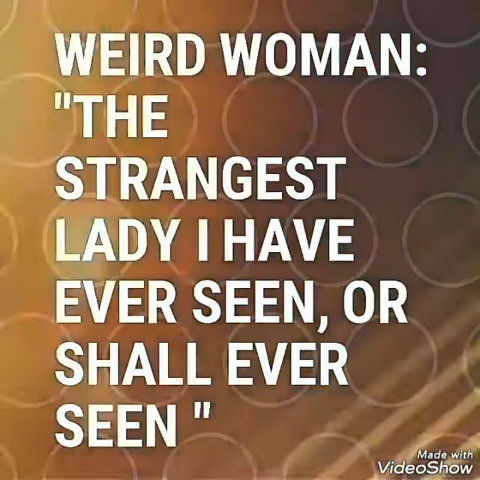 WEIRD WOMAN:
"THE
STRANGEST
LADY I HAVE
EVER SEEN, OR
SHALL EVER
SEEN "
Made with
VideoShow